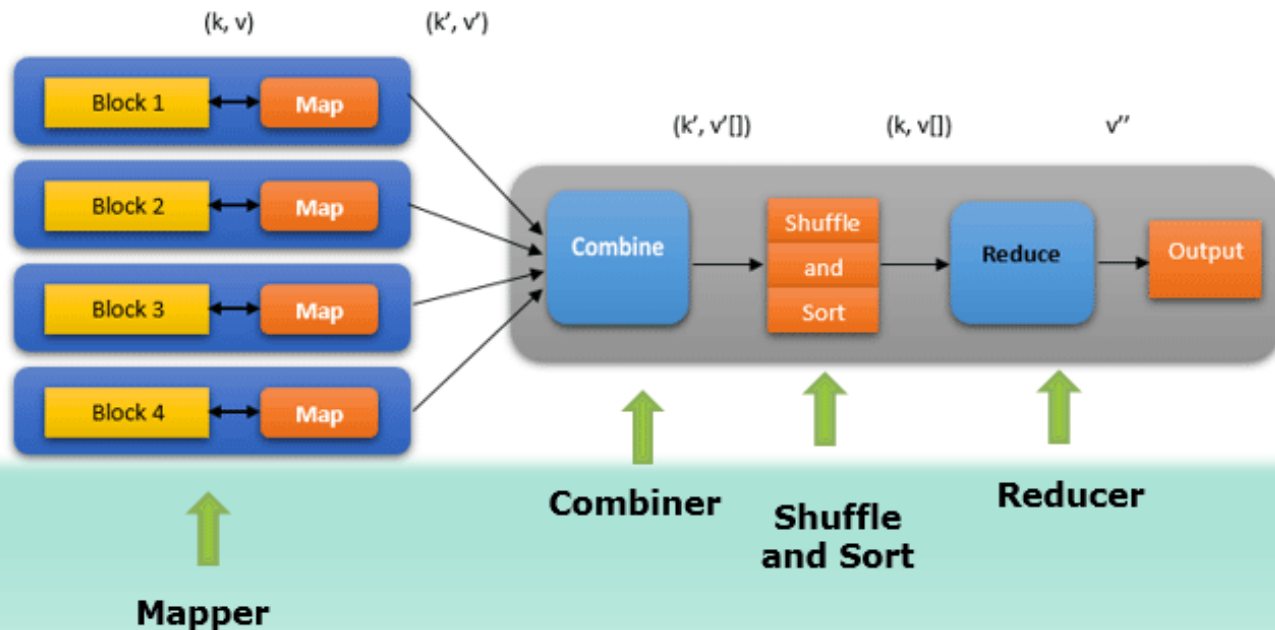 (k, v)
(k’, v’)
Block 1
Map
Block 2
Map
Block 3
Map
Block 4
Map
(k’, v’[])
(k, v[])
v’’
Combine
Shuffle
and
Sort
Reduce
Output
Mapper
Combiner
Shuffle
and Sort
Reducer